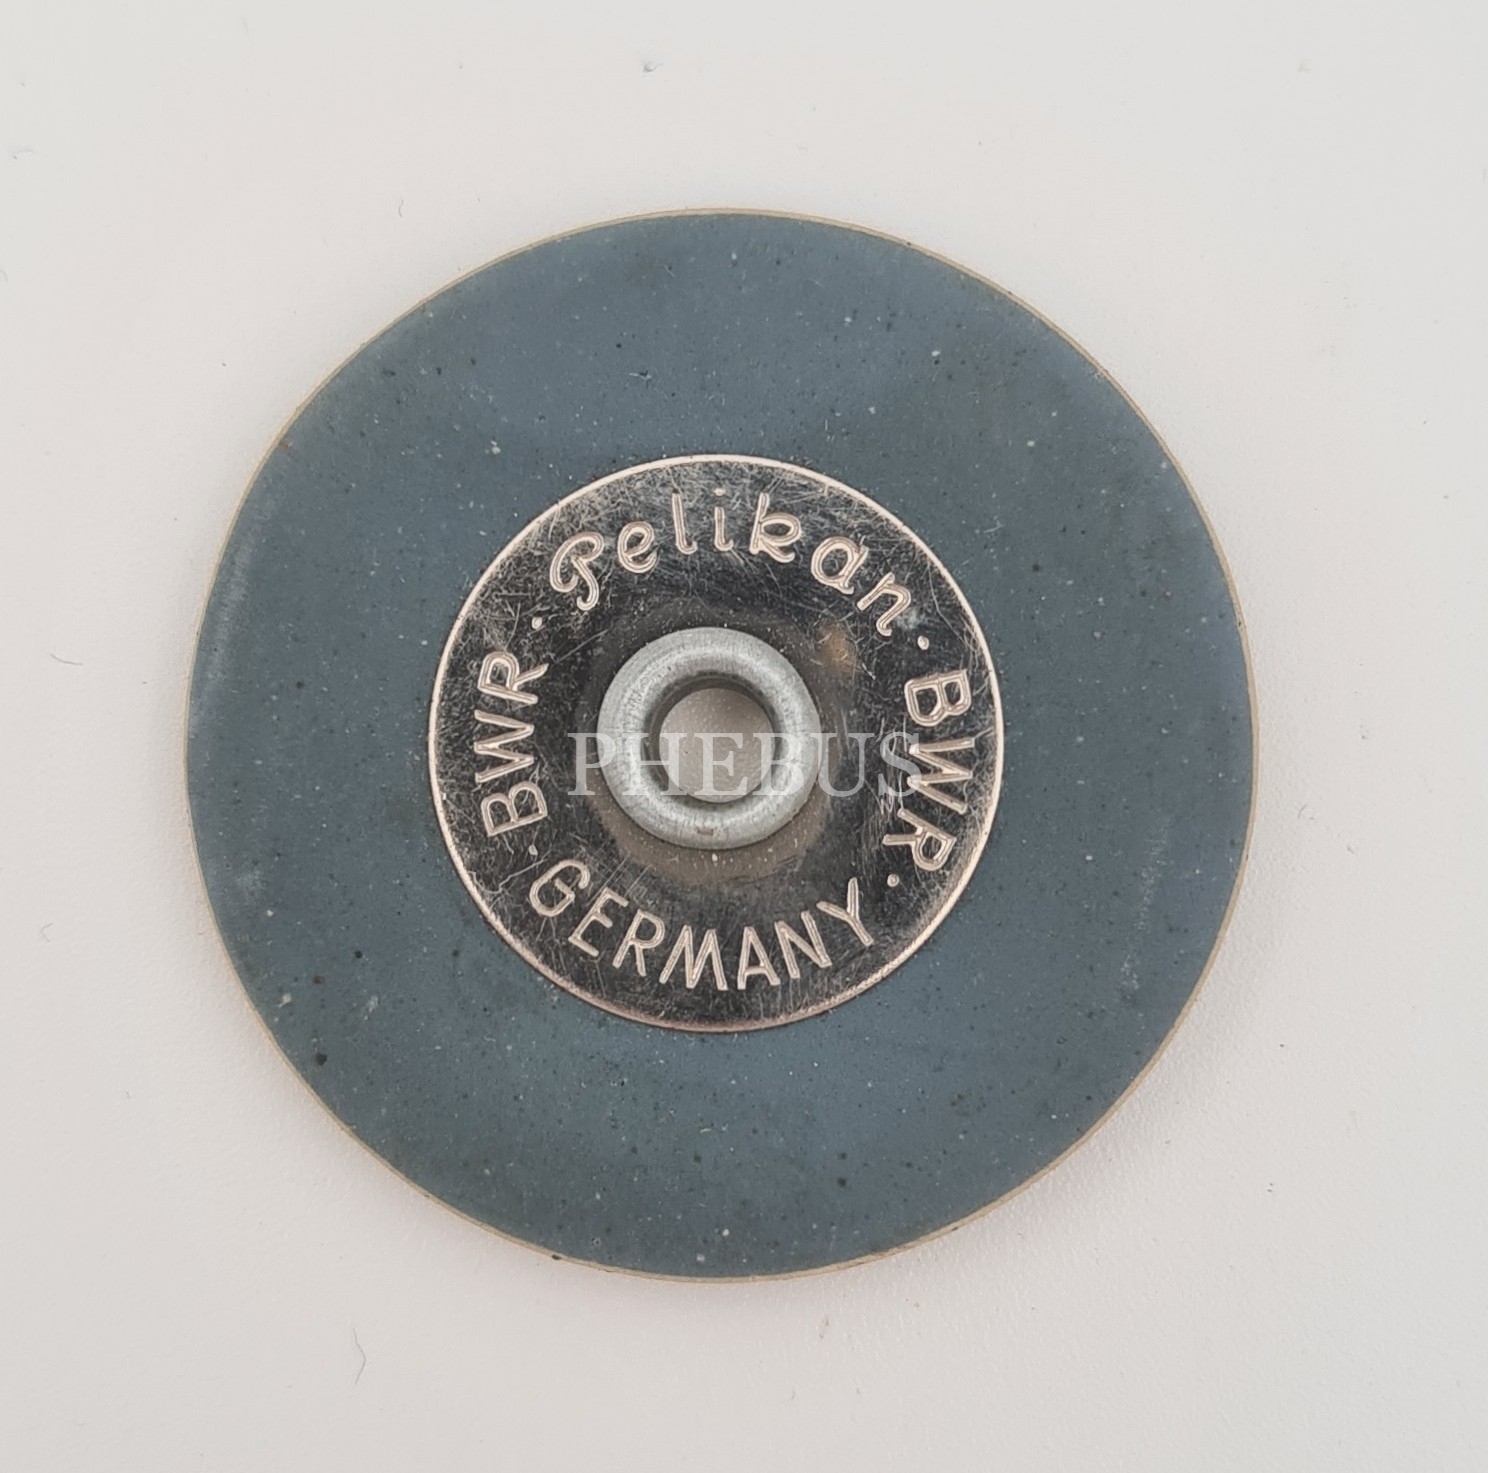 · Pelikan · BWR · GERMANY · BWR
PHEBUS